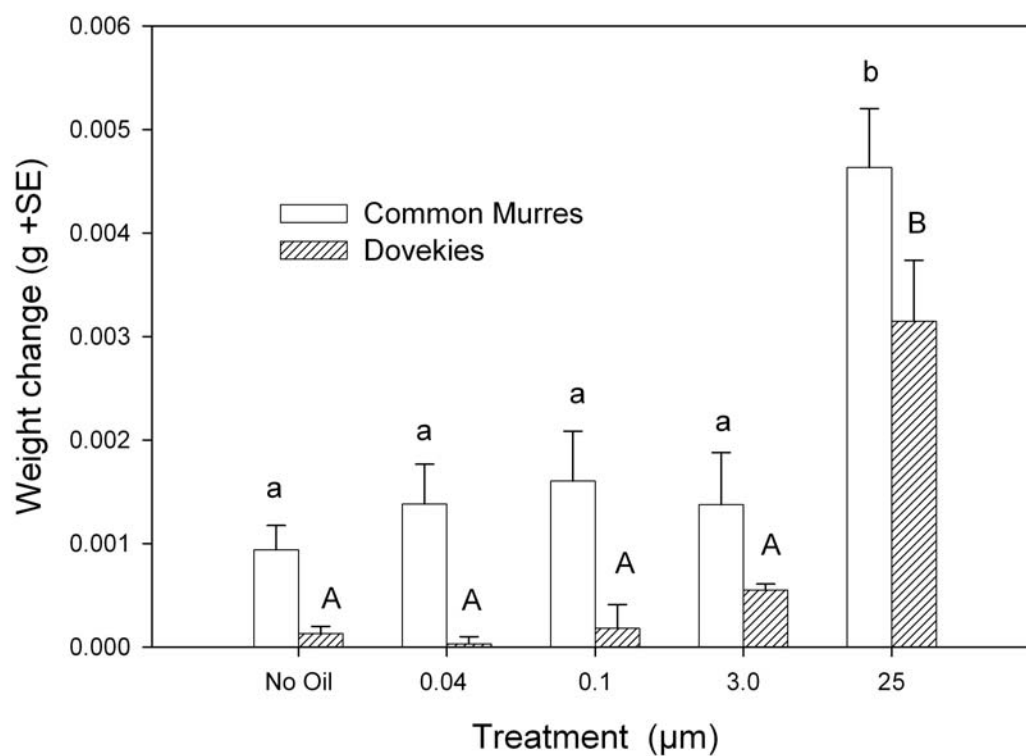 0.006
0.005
0.004
0.003
0.002
0.001
0.000
Weight change (g +SE)
Common Murres
Dovekies
a
A
a
A
a
A
a
A
b
B
No Oil
0.04
0.1
3.0
25
Treatment (µm)